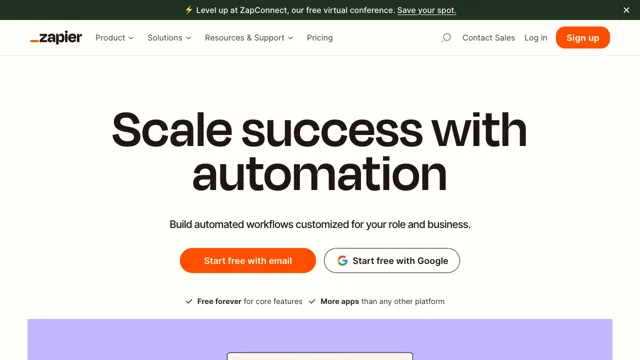 ⚡ Level up at ZapConnect, our free virtual conference. Save your spot.
zapier Product Solutions Resources & Support Pricing Contact Sales Log in Sign up
Scale success with
automation
Build automated workflows customized for your role and business.
Start free with email Start free with Google
Free forever for core features More apps than any other platform